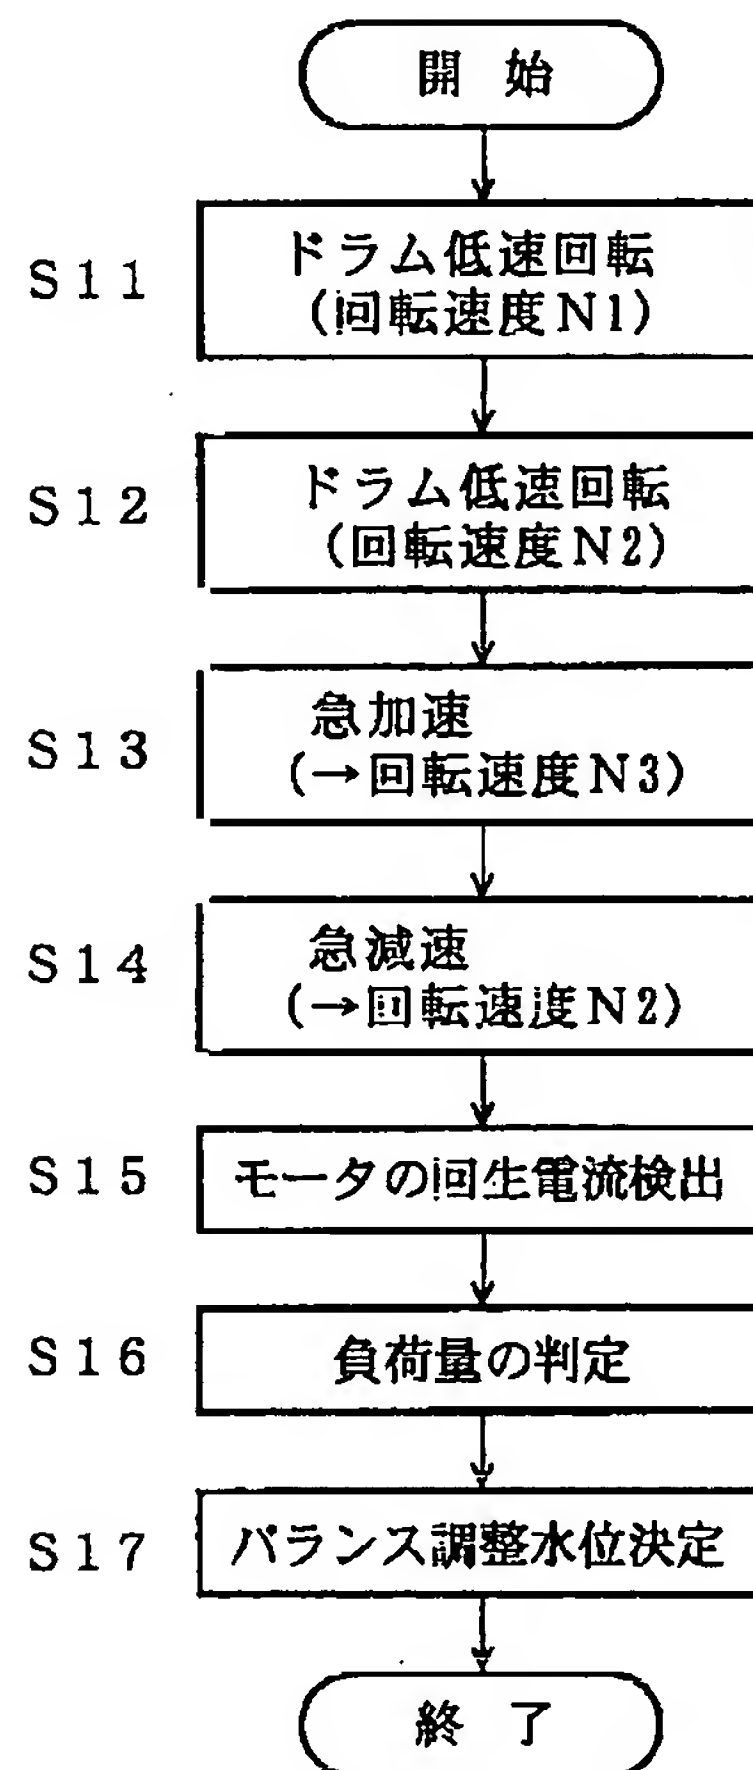 開始
S11
ドラム低速回転
(回転速度N1)
S12
ドラム低速回転
(回転速度N2)
S13
急加速
(→回転速度N3)
S14
急減速
(→回転速度N2)
S15
モータの回生電流検出
S16
負荷量の判定
S17
バランス調整水位決定
終了